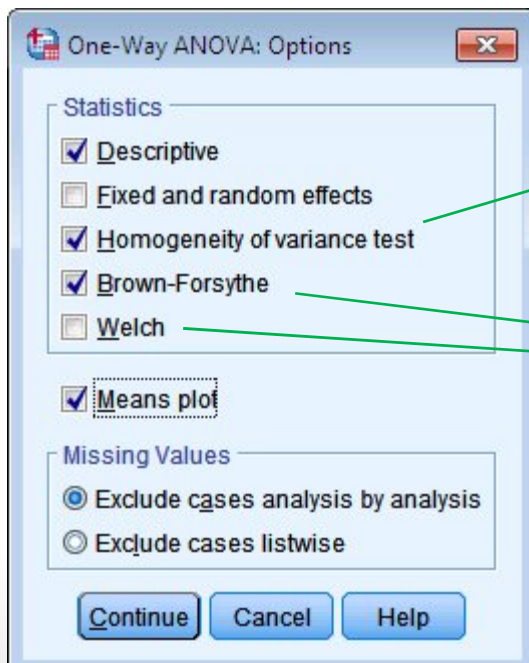 One-Way ANOVA: Options
Statistics
Descriptive
Fixed and random effects
Homogeneity of variance test
Brown-Forsythe
Welch
Means plot
Missing Values
Exclude cases analysis by analysis
Exclude cases listwise
Continue Cancel Help